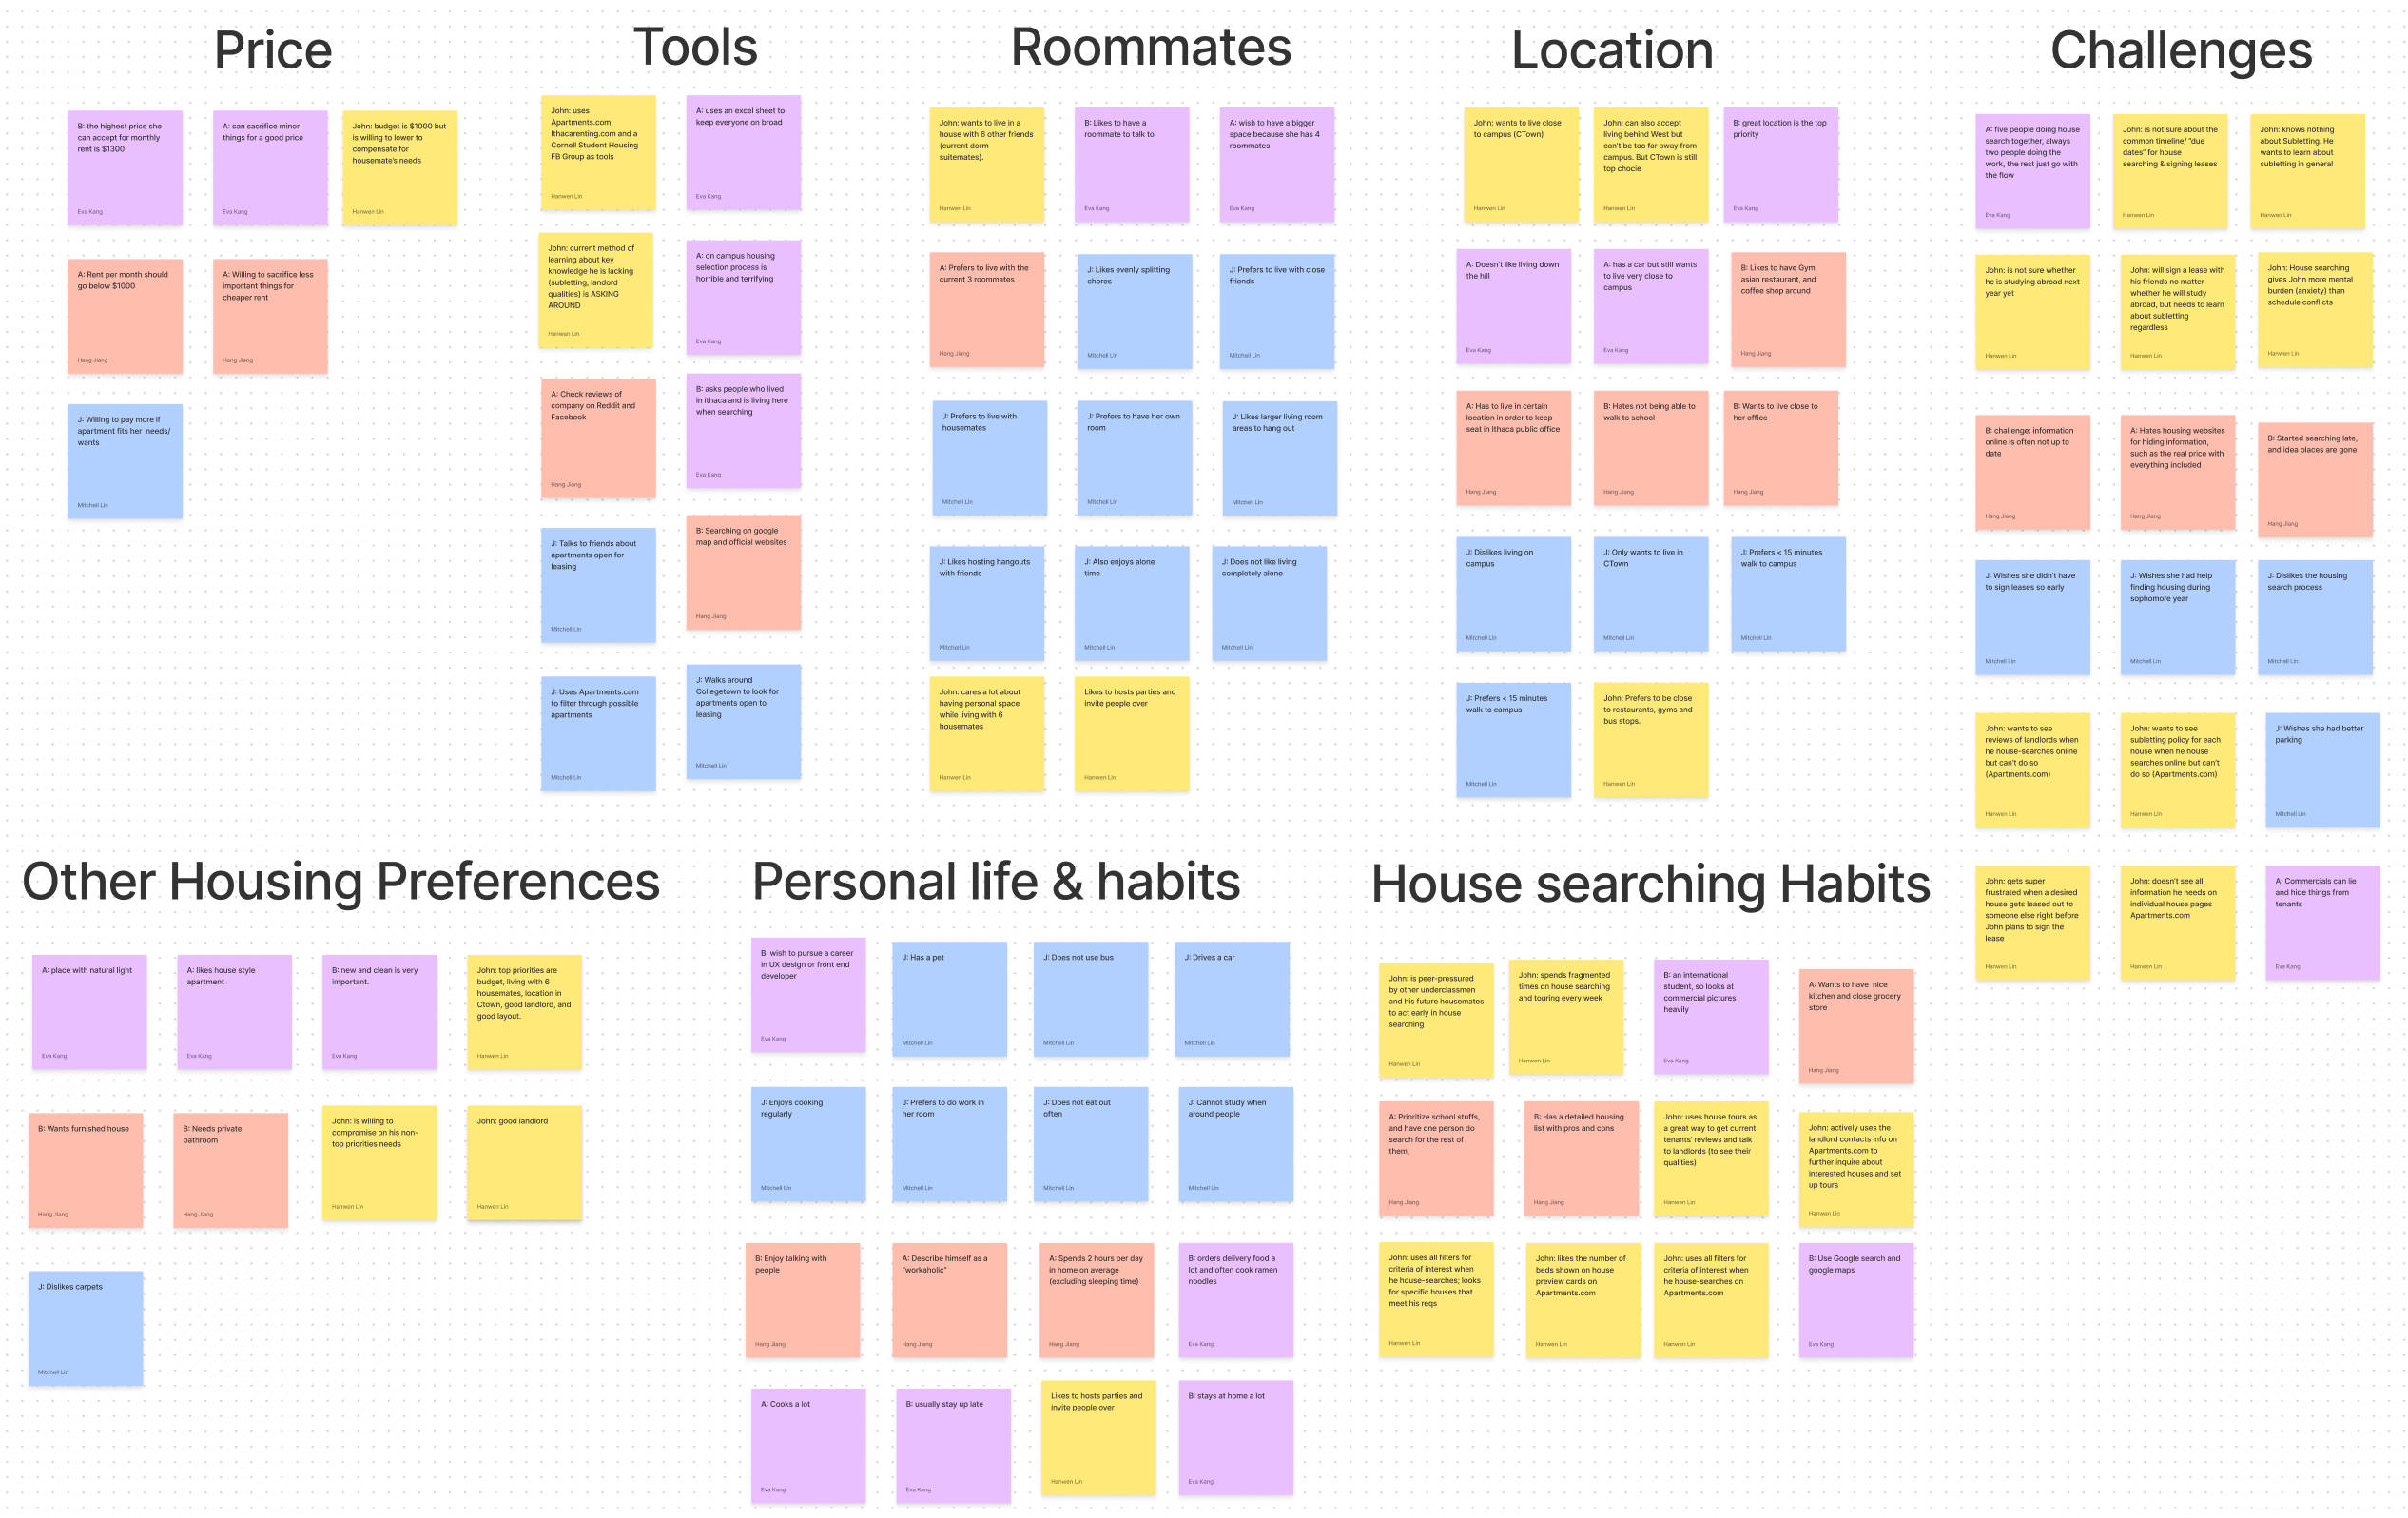 Price
B: the highest price she
can accept for monthly
rent is $1300
Eva Kang
A: can sacrifice minor
things for a good price
Eva Kang
John: budget is $1000 but
is willing to lower to
compensate for
housemate's needs
Hanwen Lin
A: Rent per month should
go below $1000
Hang Jiang
A: Willing to sacrifice less
important things for
cheaper rent
Hang Jiang
J: Willing to pay more if
apartment fits her needs/
wants
Mitchell Lin
Tools
John: uses
Apartments.com,
Ithacarenting.com and a
Cornell Student Housing
FB Group as tools
Hanwen Lin
A: uses an excel sheet to
keep everyone on broad
Eva Kang
John: current method of
learning about key
knowledge he is lacking
(subletting, landord
qualities) is ASKING
AROUND
Hanwen Lin
A: on campus housing
selection process is
horrible and terrifying
Eva Kang
A: Check reviews of
company on Reddit and
Facebook
Hang Jiang
B: asks people who lived
in ithaca and is living here
when searching
Eva Kang
J: Talks to friends about
apartments open for
leasing
Mitchell Lin
B: Searching on google
map and official websites
Hang Jiang
J: Uses Apartments.com
to filter through possible
apartments
Mitchell Lin
J: Walks around
Collegetown to look for
apartments open to
leasing
Mitchell Lin
Roommates
John: wants to live in a
house with 6 other friends
(current dorm
suitemates).
Hanwen Lin
B: Likes to have a
roommate to talk to
Eva Kang
A: wish to have a bigger
space because she has 4
roommates
Eva Kang
A: Prefers to live with the
current 3 roommates
Hang Jiang
J: Likes evenly splitting
chores
Mitchell Lin
J: Prefers to live with close
friends
Mitchell Lin
J: Prefers to live with
housemates
Mitchell Lin
J: Prefers to have her own
room
Mitchell Lin
J: Likes larger living room
areas to hang out
Mitchell Lin
J: Likes hosting hangouts
with friends
Mitchell Lin
J: Also enjoys alone
time
Mitchell Lin
J: Does not like living
completely alone
Mitchell Lin
John: cares a lot about
having personal space
while living with 6
housemates
Hanwen Lin
Likes to hosts parties and
invite people over
Hanwen Lin
Location
John: wants to live close
to campus (CTown)
Hanwen Lin
John: can also accept
living behind West but
can't be too far away from
campus. But CTown is still
top chocie
Hanwen Lin
B: great location is the top
priority
Eva Kang
A: Doesn't like living down
the hill
Eva Kang
A: has a car but still wants
to live very close to
campus
Eva Kang
B: Likes to have Gym,
asian restaurant, and
coffee shop around
Hang Jiang
A: Has to live in certain
location in order to keep
seat in Ithaca public office
Hang Jiang
B: Hates not being able to
walk to school
Hang Jiang
B: Wants to live close to
her office
Hang Jiang
J: Dislikes living on
campus
Mitchell Lin
J: Only wants to live in
CTown
Mitchell Lin
J: Prefers < 15 minutes
walk to campus
Mitchell Lin
J: Prefers < 15 minutes
walk to campus
Mitchell Lin
John: Prefers to be close
to restaurants, gyms and
bus stops.
Hanwen Lin
Challenges
A: five people doing house
search together, always
two people doing the
work, the rest just go with
the flow
Eva Kang
John: is not sure about the
common timeline/ "due
dates" for house
searching & signing leases
Hanwen Lin
John: knows nothing
about Subletting. He
wants to learn about
subletting in general
Hanwen Lin
John: is not sure whether
he is studying abroad next
year yet
Hanwen Lin
John: will sign a lease with
his friends no matter
whether he will study
abroad, but needs to learn
about subletting
regardless
Hanwen Lin
John: House searching
gives John more mental
burden (anxiety) than
schedule conflicts
Hanwen Lin
B: challenge: information
online is often not up to
date
Hang Jiang
A: Hates housing websites
for hiding information,
such as the real price with
everything included
Hang Jiang
B: Started searching late,
and idea places are gone
Hang Jiang
J: Wishes she didn't have
to sign leases so early
Mitchell Lin
J: Wishes she had help
finding housing during
sophomore year
Mitchell Lin
J: Dislikes the housing
search process
Mitchell Lin
John: wants to see
reviews of landlords when
he house-searches online
but can't do so
(Apartments.com)
Hanwen Lin
John: wants to see
subletting policy for each
house when he house
searches online but can't
do so (Apartments.com)
Hanwen Lin
J: Wishes she had better
parking
Mitchell Lin
John: gets super
frustrated when a desired
house gets leased out to
someone else right before
John plans to sign the
lease
Hanwen Lin
John: doesn't see all
information he needs on
individual house pages
Apartments.com
Hanwen Lin
A: Commercials can lie
and hide things from
tenants
Eva Kang
Other Housing Preferences
A: place with natural light
Eva Kang
A: likes house style
apartment
Eva Kang
B: new and clean is very
important.
Eva Kang
John: top priorities are
budget, living with 6
housemates, location in
Ctown, good landlord, and
good layout.
Hanwen Lin
B: Wants furnished house
Hang Jiang
B: Needs private
bathroom
Hang Jiang
John: is willing to
compromise on his non-
top priorities needs
Hanwen Lin
John: good landlord
Hanwen Lin
J: Dislikes carpets
Mitchell Lin
Personal life & habits
B: wish to pursue a career
in UX design or front end
developer
Eva Kang
J: Has a pet
Mitchell Lin
J: Does not use bus
Mitchell Lin
J: Drives a car
Mitchell Lin
J: Enjoys cooking
regularly
Mitchell Lin
J: Prefers to do work in
her room
Mitchell Lin
J: Does not eat out
often
Mitchell Lin
J: Cannot study when
around people
Mitchell Lin
B: Enjoy talking with
people
Hang Jiang
A: Describe himself as a
"workaholic"
Hang Jiang
A: Spends 2 hours per day
in home on average
(excluding sleeping time)
Hang Jiang
B: orders delivery food a
lot and often cook ramen
noodles
Eva Kang
A: Cooks a lot
Eva Kang
B: usually stay up late
Eva Kang
Likes to hosts parties and
invite people over
Hanwen Lin
B: stays at home a lot
Eva Kang
House searching Habits
John: is peer-pressured
by other underclassmen
and his future housemates
to act early in house
searching
Hanwen Lin
John: spends fragmented
times on house searching
and touring every week
Hanwen Lin
B: an international
student, so looks at
commercial pictures
heavily
Eva Kang
A: Wants to have nice
kitchen and close grocery
store
Hang Jiang
A: Prioritize school stuffs,
and have one person do
search for the rest of
them,
Hang Jiang
B: Has a detailed housing
list with pros and cons
Hang Jiang
John: uses house tours as
a great way to get current
tenants' reviews and talk
to landlords (to see their
qualities)
Hanwen Lin
John: actively uses the
landlord contacts info on
Apartments.com to
further inquire about
interested houses and set
up tours
Hanwen Lin
John: uses all filters for
criteria of interest when
he house-searches; looks
for specific houses that
meet his reqs
Hanwen Lin
John: likes the number of
beds shown on house
preview cards on
Apartments.com
Hanwen Lin
John: uses all filters for
criteria of interest when
he house-searches on
Apartments.com
Hanwen Lin
B: Use Google search and
google maps
Eva Kang